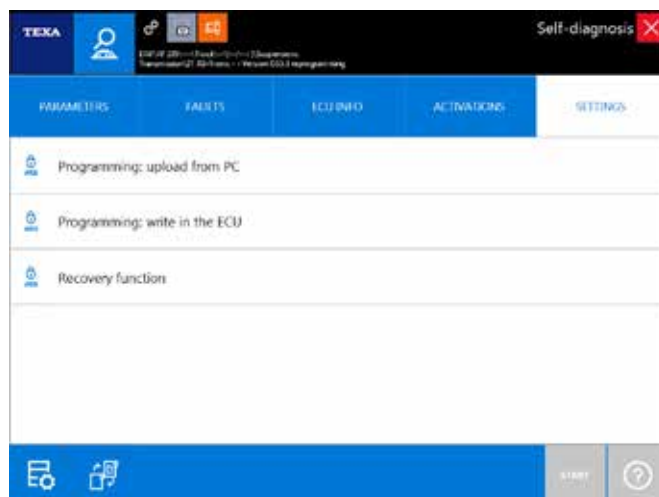 TEXA
Self-diagnosis
PARAMETERS
FAULTS
ECU INFO
ACTIVATIONS
SETTINGS
Programming: upload from PC
Programming: write in the ECU
Recovery function
START